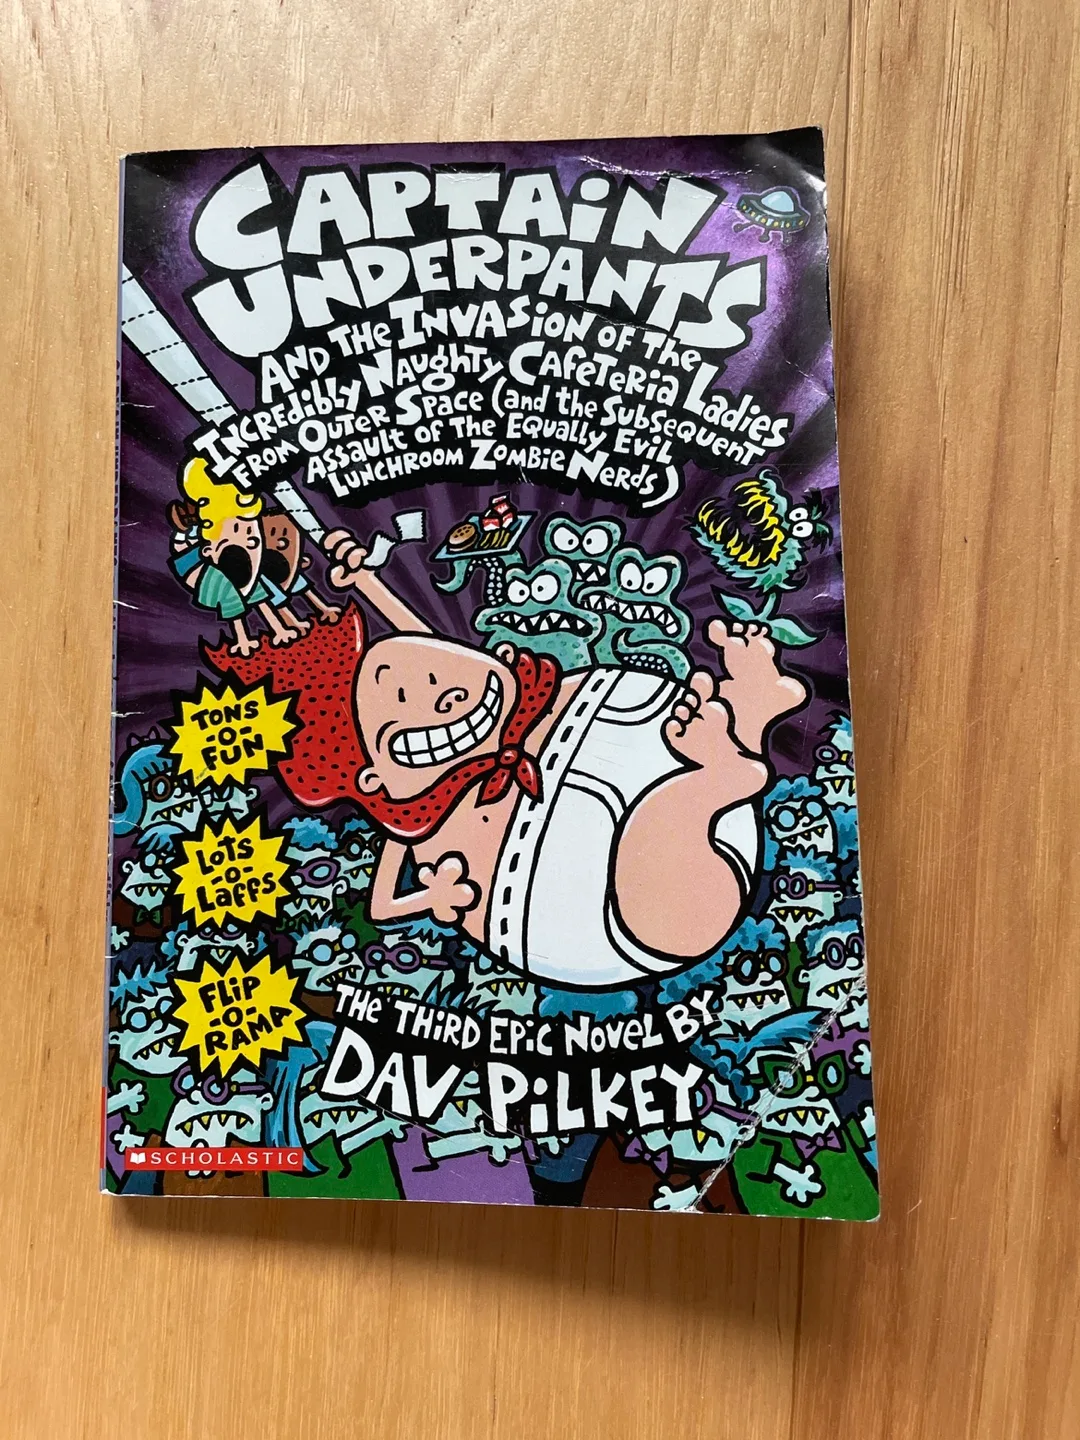 CAPTAiN
UNDERPANTS
AND THE INVASiON OF THE
INCREDibLY NAUGHTY CAFETERiA LADiES
FROM OUTER SPACE (and the SUBSEQUENT
ASSAULT OF THE EQUALLY EViL
LUNCHROOM ZOMBiE NERDS)
TONS
-O-
FUN
LOTS
-O-
LAFFS
FLiP
-O-
RAMA
THE THiRD EPiC NOVEL BY
DAV PiLKEY
SCHOLASTIC